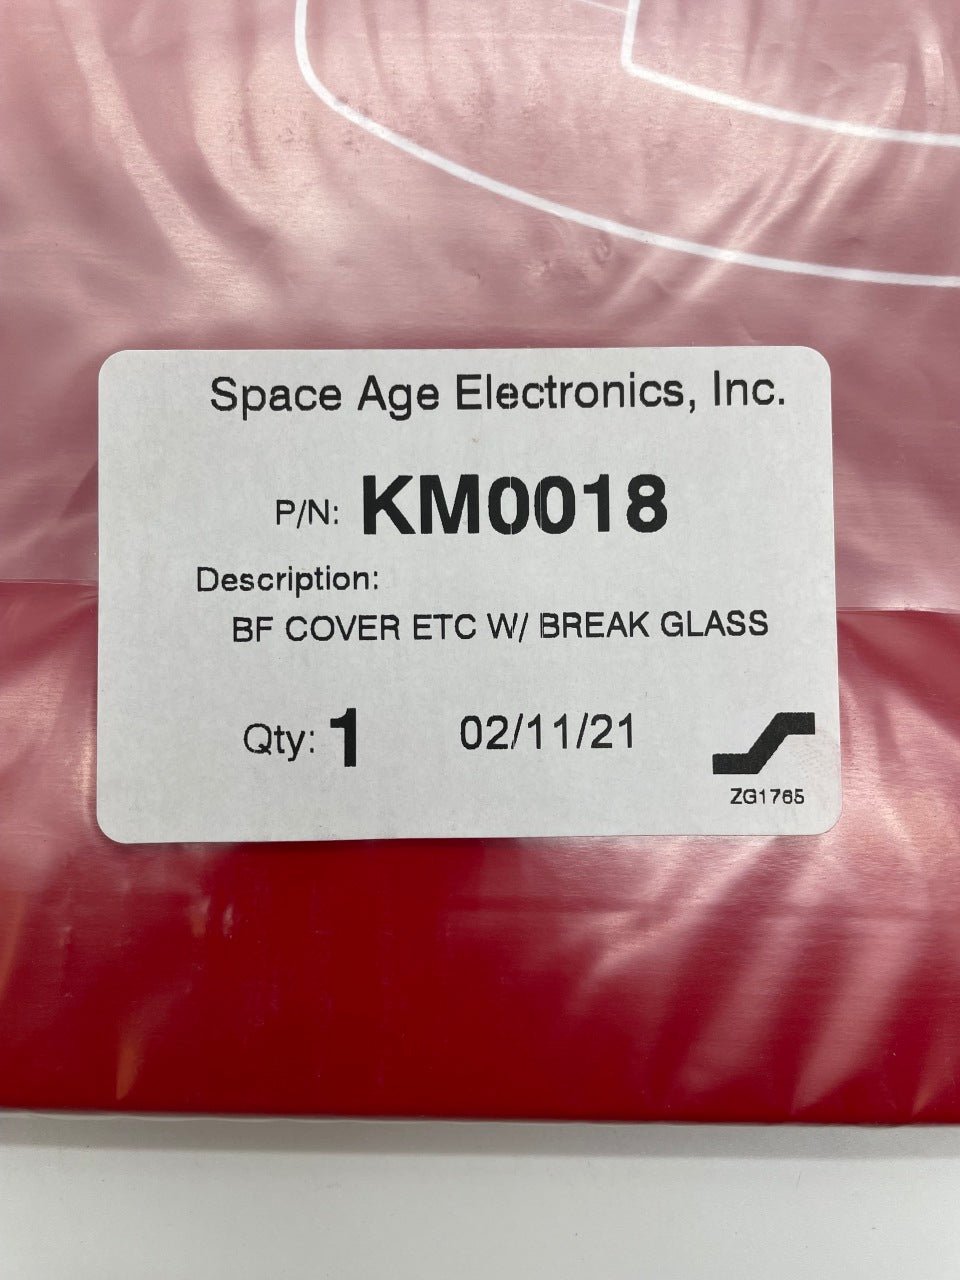 Space Age Electronics, Inc.
P/N: KM0018
Description:
BF COVER ETC W/ BREAK GLASS
Qty: 1 02/11/21
ZG1765